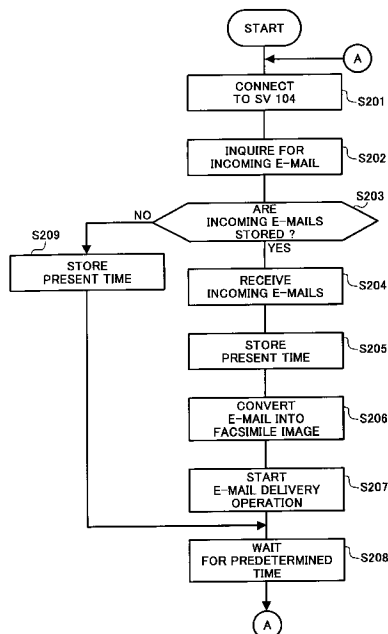 START
A
CONNECT
TO SV 104
S201
INQUIRE FOR
INCOMING E-MAIL
S202
S203
ARE
INCOMING E-MAILS
STORED ?
NO
YES
S209
STORE
PRESENT TIME
RECEIVE
INCOMING E-MAILS
S204
STORE
PRESENT TIME
S205
CONVERT
E-MAIL INTO
FACSIMILE IMAGE
S206
START
E-MAIL DELIVERY
OPERATION
S207
WAIT
FOR PREDETERMINED
TIME
S208
A